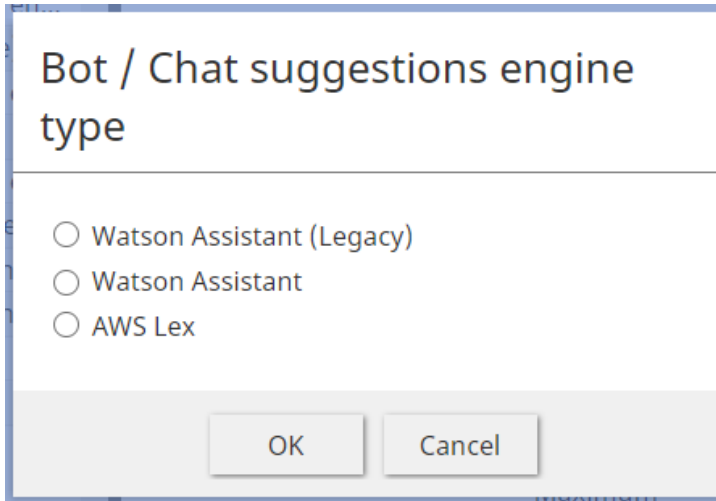 Bot / Chat suggestions engine
type
Watson Assistant (Legacy)
Watson Assistant
AWS Lex
OK
Cancel